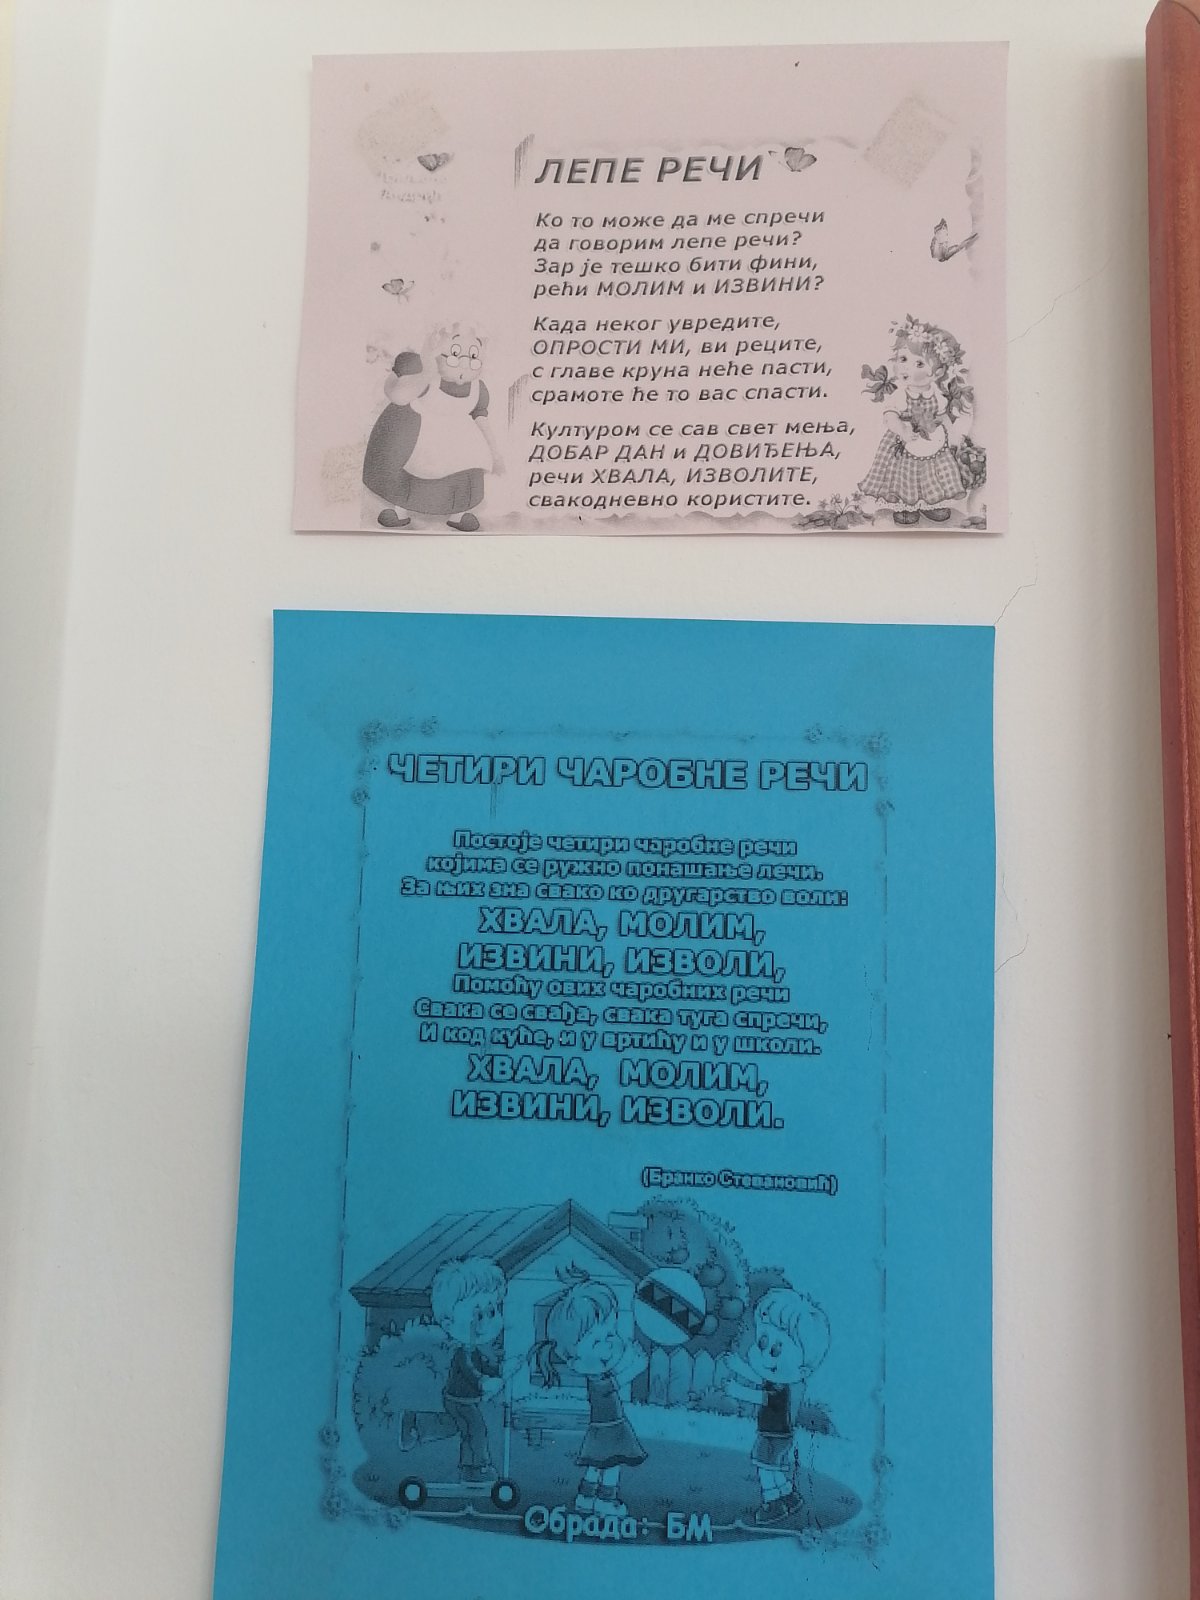 ЛЕПЕ РЕЧИ
Ко то може да ме спречи
да говорим лепе речи?
Зар је тешко бити фини,
рећи МОЛИМ и ИЗВИНИ?
Када неког увредите,
ОПРОСТИ МИ, ви реците,
с главе круна неће пасти,
срамоте ће то вас спасти.
Културом се сав свет мења,
ДОБАР ДАН и ДОВИЂЕЊА,
речи ХВАЛА, ИЗВОЛИТЕ,
свакодневно користите.
ЧЕТИРИ ЧАРОБНЕ РЕЧИ
Постоје четири чаробне речи
којима се ружно понашање лечи.
За њих зна свако ко другарство воли:
ХВАЛА, МОЛИМ,
ИЗВИНИ, ИЗВОЛИ,
Помоћу ових чаробних речи
Свака се свађа, свака туга спречи,
И код куће, и у вртићу и у школи.
ХВАЛА, МОЛИМ,
ИЗВИНИ, ИЗВОЛИ.
(Бранко Стевановић)
Обрада: БМ